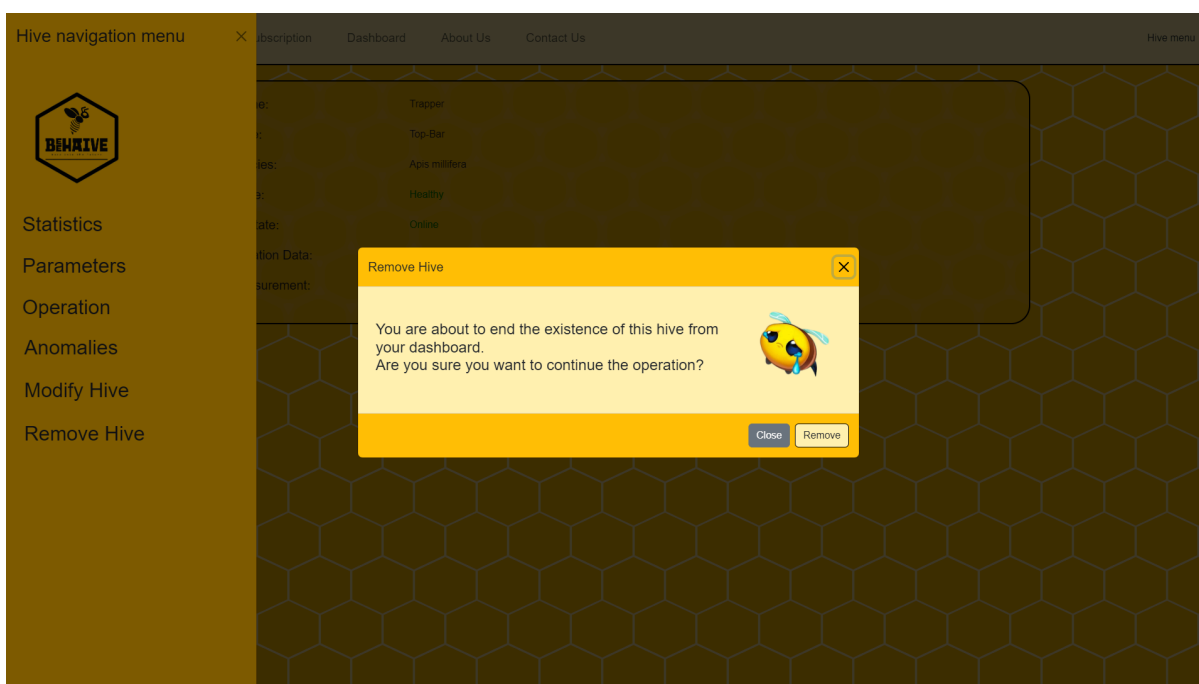 Hive navigation menu
Dashboard
About Us
Contact Us
Hive menu
BEHAIVE
Statistics
Parameters
Operation
Anomalies
Modify Hive
Remove Hive
Trapper
Top-Bar
Apis millifera
Healthy
Online
Data:
Remove Hive
You are about to end the existence of this hive from
your dashboard.
Are you sure you want to continue the operation?
Close
Remove